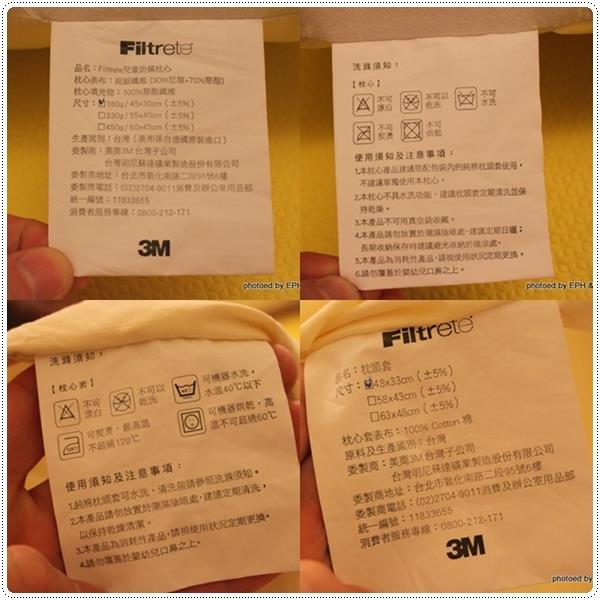 Filtrete
品名：Filtrete兒童防蟎枕心
枕心表布：超細纖維 (30%尼龍+70%聚酯)
枕心填充物：100%聚酯纖維
尺寸：☑180g / 45x30cm (±5%)
□330g / 55x40cm (±5%)
□450g / 60x45cm (±5%)
生產國別：台灣（表布係自德國原裝進口）
委製商：美商3M 台灣子公司
台灣明尼蘇達礦業製造股份有限公司
委製商地址：台北市敦化南路二段95號6樓
委製商電話：(02)2704-9011消費及辦公室用品部
統一編號：11833655
消費者服務專線：0800-212-171
3M
photoed by EPH &
洗滌須知：
【枕心】
不可漂白
不可以乾洗
不可水洗
不可熨燙
不可烘乾
使用須知及注意事項：
1.本枕心產品建議搭配包裝內的純棉枕頭套使用，
不建議單獨使用本枕心。
2.本枕心不具水洗功能，建議枕頭套定期清洗並保
持乾燥。
3.本產品不可用真空袋收藏。
4.本產品請勿放置於潮濕陰暗處，建議定期日曬；
長期收納保存時建議避光收納於陰涼處。
5.本產品為消耗性產品，請視使用狀況定期更換。
6.請勿覆蓋於嬰幼兒口鼻之上。
photoed by EPH &
洗滌須知：
【枕心套】
不可漂白
不可以乾洗
可機器水洗，水溫40℃以下
可熨燙，最高溫不超過120℃
可機器烘乾，高溫不可超過60℃
使用須知及注意事項：
1.純棉枕頭套可水洗，清洗前請參照洗滌須知。
2.本產品請勿放置於潮濕陰暗處，建議定期清洗，
以保持乾燥清潔。
3.本產品為消耗性產品，請視使用狀況定期更換。
4.請勿覆蓋於嬰幼兒口鼻之上。
Filtrete
品名：枕頭套
尺寸：☑48x33cm (±5%)
□58x43cm (±5%)
□63x48cm (±5%)
枕心套表布：100% Cotton 棉
原料及生產國別：台灣
委製商：美商3M 台灣子公司
台灣明尼蘇達礦業製造股份有限公司
委製商地址：台北市敦化南路二段95號6樓
委製商電話：(02)2704-9011消費及辦公室用品部
統一編號：11833655
消費者服務專線：0800-212-171
3M
photoed by